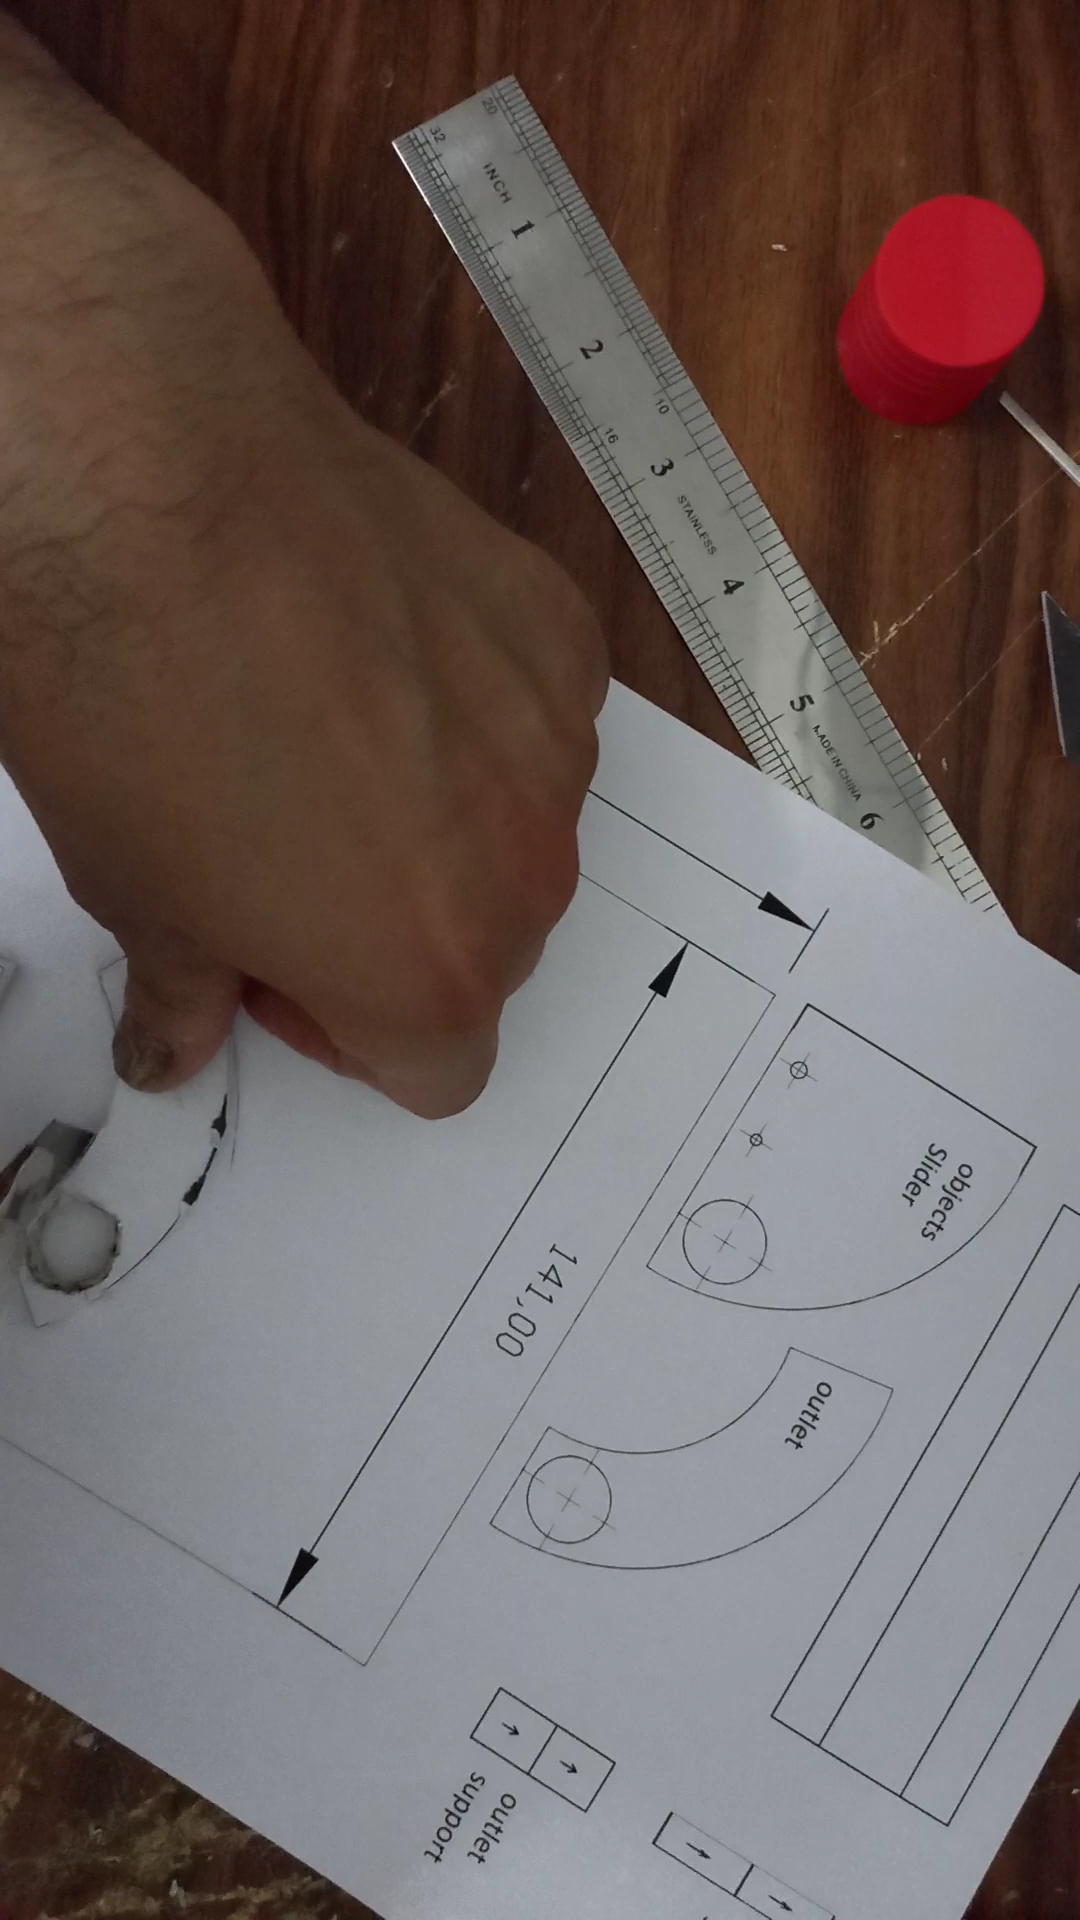 32
20
INCH
1
2
10
16
3
STAINLESS
4
5
MADE IN CHINA
6
objects
Slider
141,00
Outlet
outlet
support